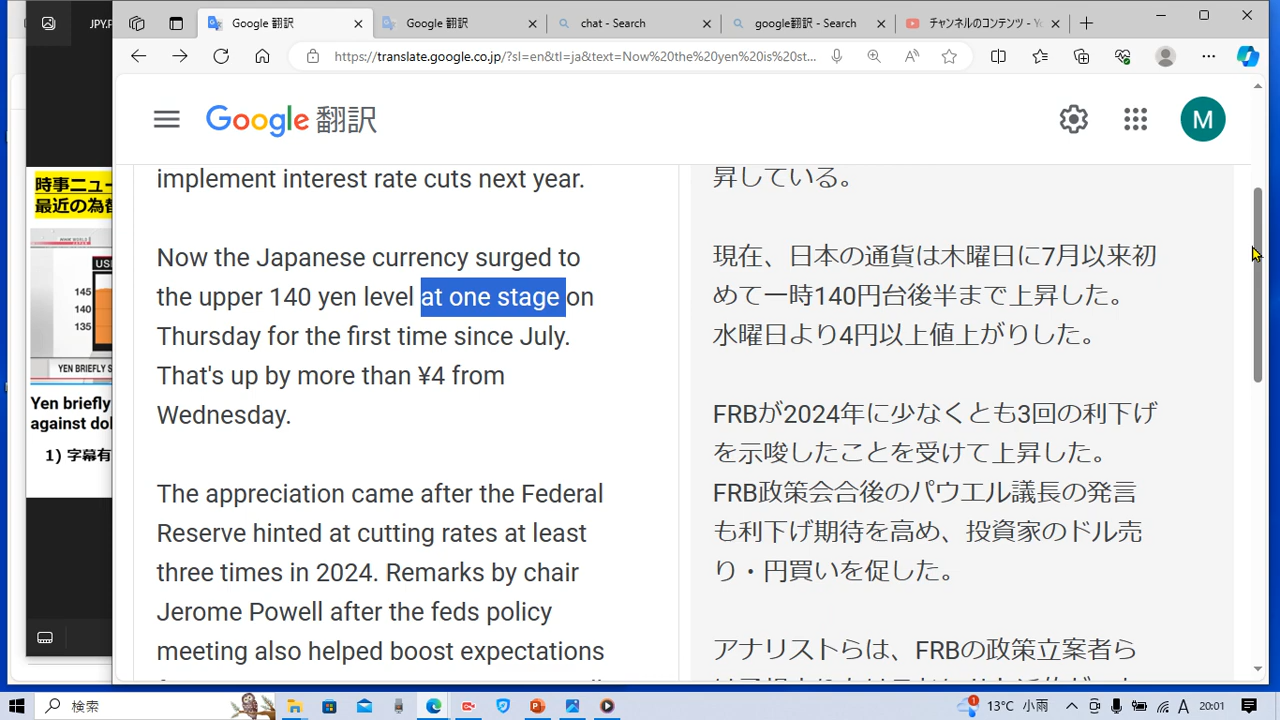 JYP.
Google 翻訳
Google 翻訳
chat - Search
google翻訳 - Search
チャンネルのコンテンツ - Yo
https://translate.google.co.jp/?sl=en&tl=ja&text=Now%20the%20yen%20is%20st...
Google 翻訳
M
時事ニュー
最近の為替
NHK WORLD
US
145
140
135
YEN BRIEFLY S
Yen briefly
against dol
1) 字幕有
implement interest rate cuts next year.
Now the Japanese currency surged to
the upper 140 yen level at one stage on
Thursday for the first time since July.
That's up by more than ¥4 from
Wednesday.
The appreciation came after the Federal
Reserve hinted at cutting rates at least
three times in 2024. Remarks by chair
Jerome Powell after the feds policy
meeting also helped boost expectations
昇している。
現在、日本の通貨は木曜日に7月以来初
めて一時140円台後半まで上昇した。
水曜日より4円以上値上がりした。
FRBが2024年に少なくとも3回の利下げ
を示唆したことを受けて上昇した。
FRB政策会合後のパウエル議長の発言
も利下げ期待を高め、投資家のドル売
り・円買いを促した。
アナリストらは、FRBの政策立案者ら
検索
1
13°C 小雨
A
20:01